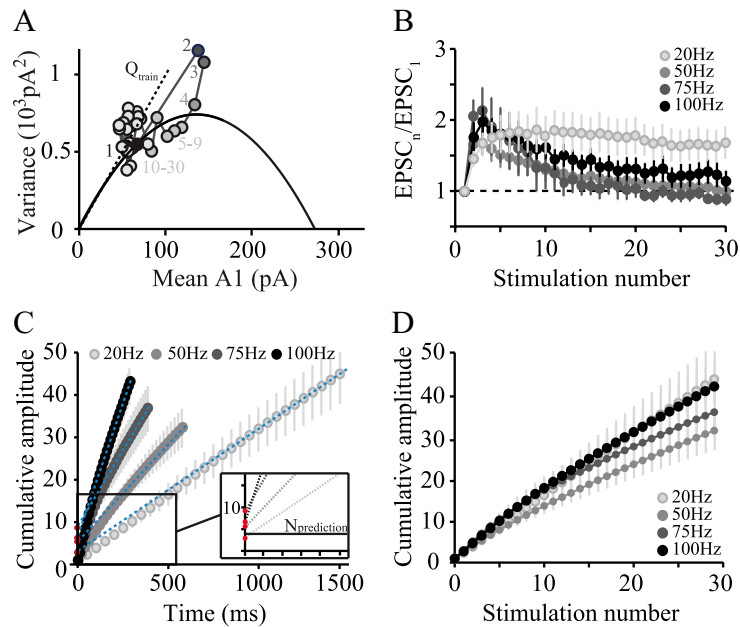 A
Variance (10³pA²)
1
0.5
0
Q_train
2
3
4
5-9
1
10-30
0
100
200
300
Mean A1 (pA)
B
EPSC_n/EPSC_1
3
2
1
20Hz
50Hz
75Hz
100Hz
0
10
20
30
Stimulation number
C
20Hz
50Hz
75Hz
100Hz
Cumulative amplitude
50
40
30
20
10
0
10
N_prediction
0
500
1000
1500
Time (ms)
D
Cumulative amplitude
50
40
30
20
10
0
20Hz
50Hz
75Hz
100Hz
0
10
20
30
Stimulation number